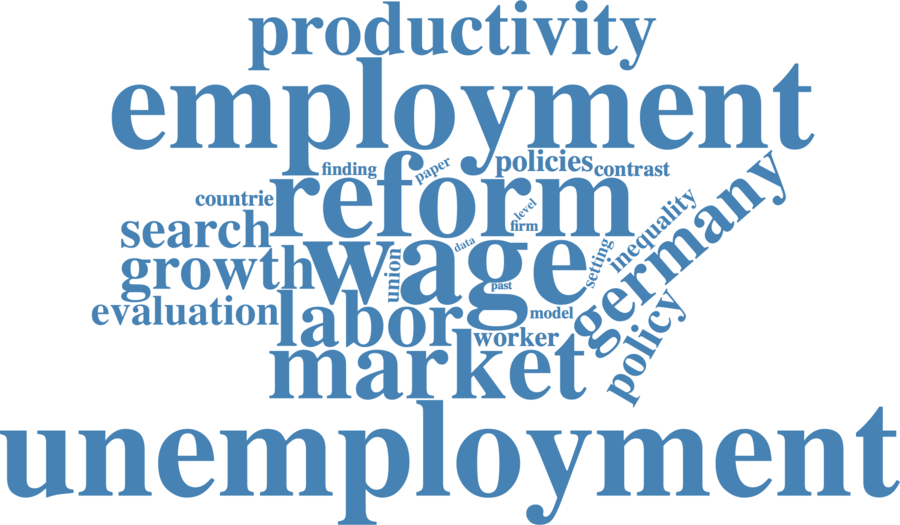 productivity
employment
finding
paper
policies
contrast
countrie
reform
level
firm
search
wage
data
setting
inequality
germany
growth
union
past
evaluation
labor
model
worker
policy
market
unemployment